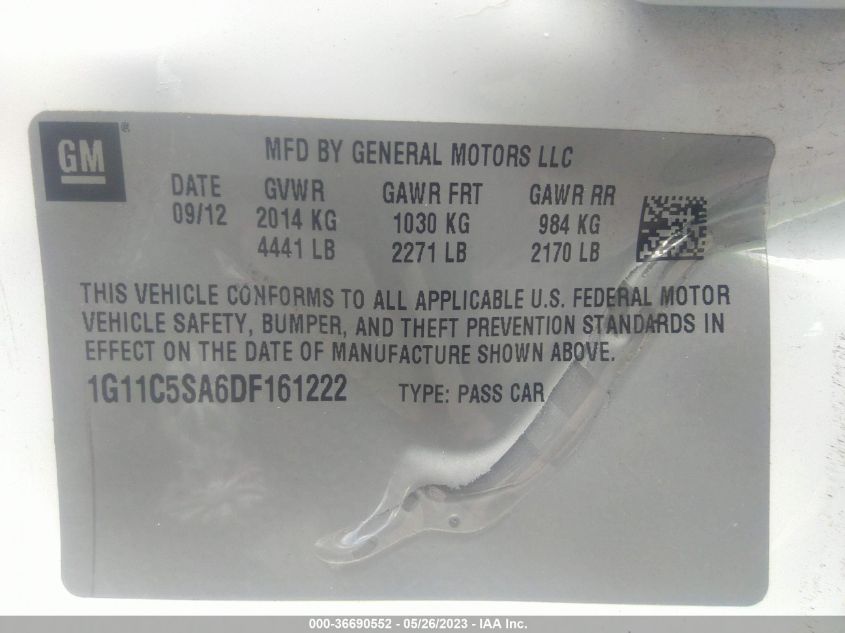 GM®
MFD BY GENERAL MOTORS LLC
DATE GVWR GAWR FRT GAWR RR
09/12 2014 KG 1030 KG 984 KG
4441 LB 2271 LB 2170 LB
THIS VEHICLE CONFORMS TO ALL APPLICABLE U.S. FEDERAL MOTOR
VEHICLE SAFETY, BUMPER, AND THEFT PREVENTION STANDARDS IN
EFFECT ON THE DATE OF MANUFACTURE SHOWN ABOVE.
1G11C5SA6DF161222 TYPE: PASS CAR
000-36690552 - 05/26/2023 - IAA Inc.